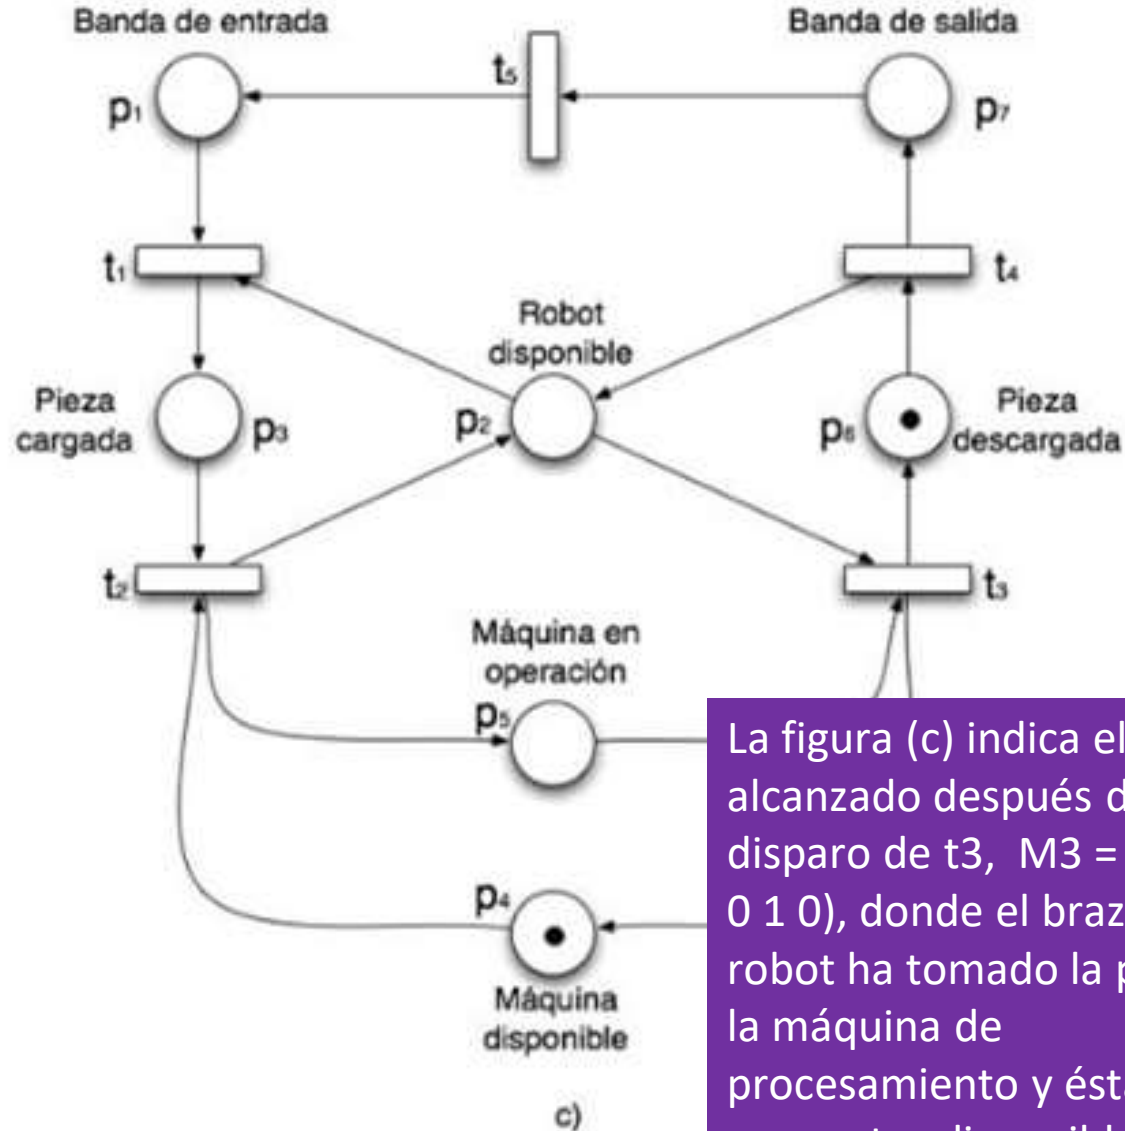 Banda de entrada
Banda de salida
t₅
p₁
p₇
t₁
t₄
Robot
disponible
Pieza
cargada
p₃
p₂
p₆
Pieza
descargada
t₂
t₃
Máquina en
operación
p₅
p₄
Máquina
disponible
c)
La figura (c) indica el
alcanzado después d
disparo de t3, M3 =
0 1 0), donde el braz
robot ha tomado la p
la máquina de
procesamiento y ést